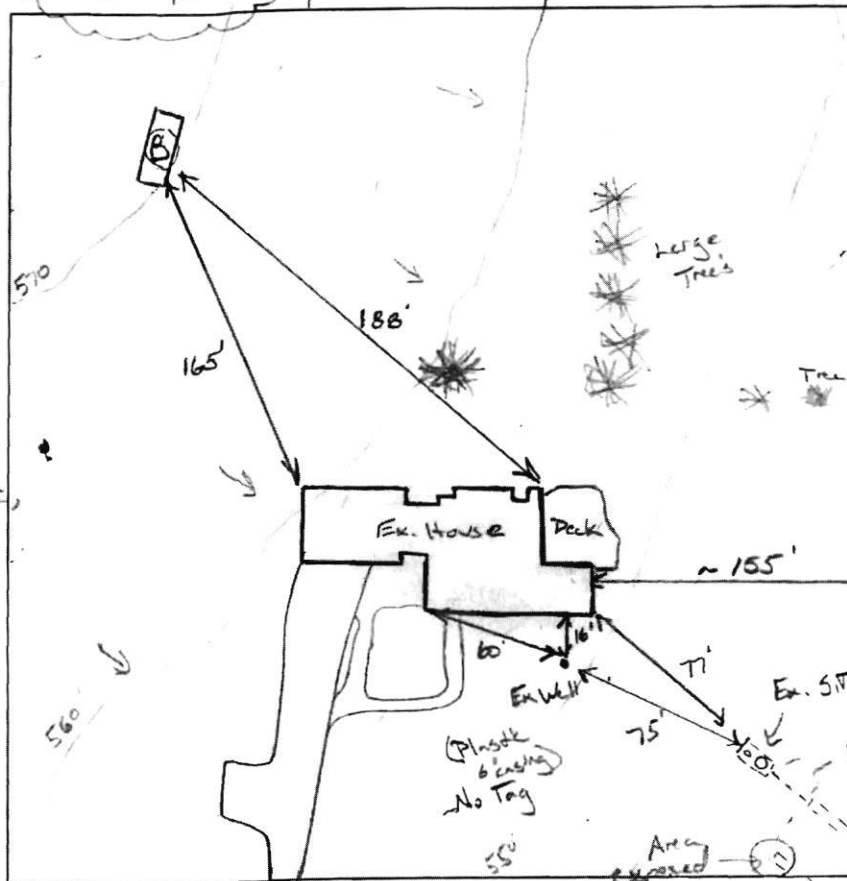 B
Large
Trees
570
188'
165'
Tree
Ex. House
Deck
~ 155'
16'
60'
77'
Ex Well
Ex. S.T
75'
560
(Plastic
6" casing)
No Tag
550
Area
exposed